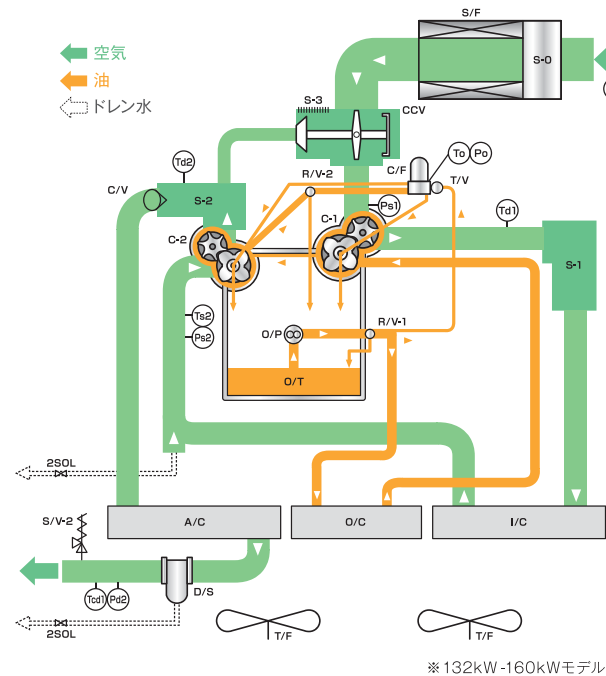 S/F
S-0
空気
油
ドレン水
S-3
CCV
C/F
To
Po
T/V
R/V-2
Td2
C/V
S-2
C-1
Ps1
Td1
C-2
S-1
Ts2
Ps2
O/P
R/V-1
O/T
2SOL
S/V-2
A/C
O/C
I/C
D/S
Tcd1
Pd2
2SOL
T/F
T/F
※132kW-160kWモデル